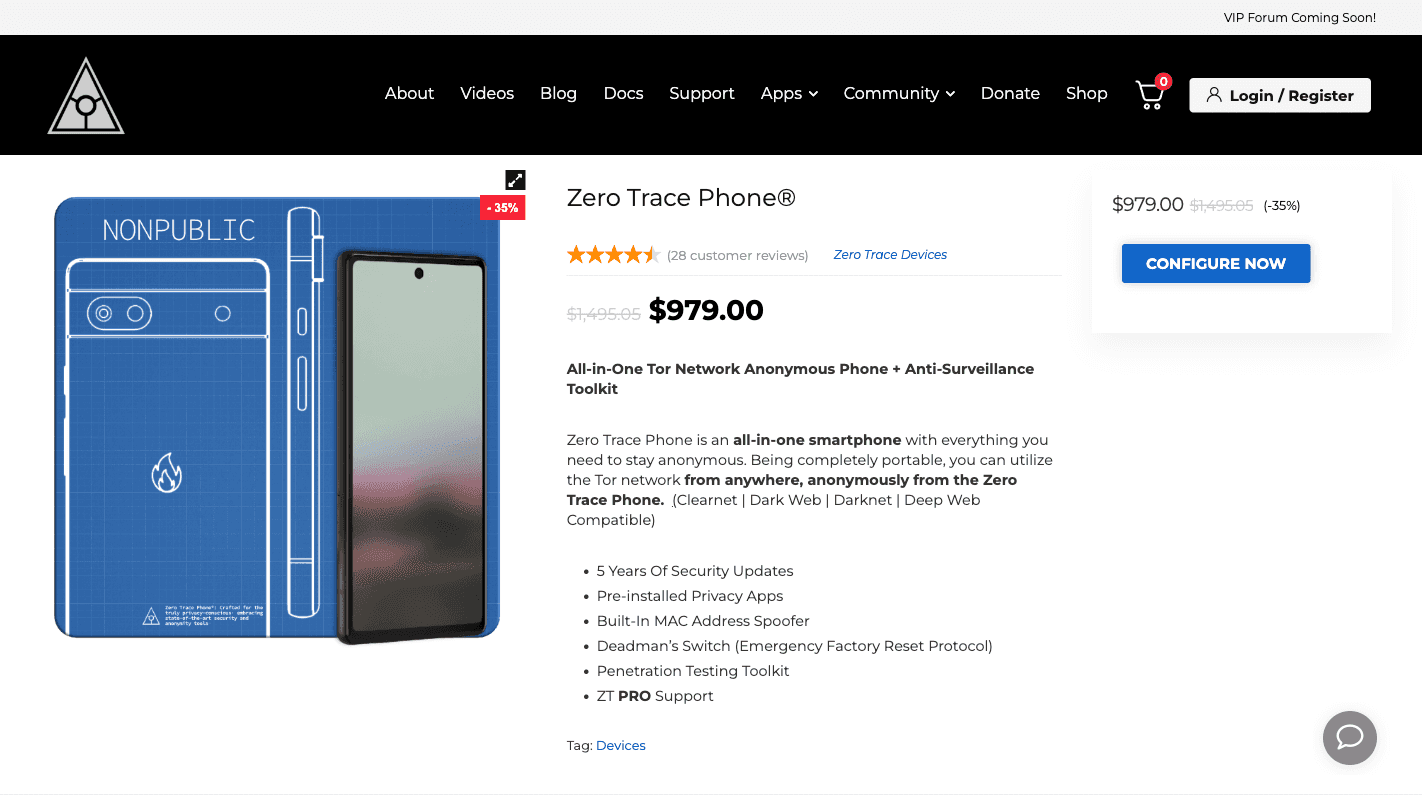 VIP Forum Coming Soon!
About Videos Blog Docs Support Apps Community Donate Shop 0 Login / Register
- 35%
NONPUBLIC
Zero Trace Phone®: Crafted for the
truly privacy-conscious: embracing
state-of-the-art security and
anonymity tools
Zero Trace Phone®
(28 customer reviews) Zero Trace Devices
$1,495.05 $979.00
All-in-One Tor Network Anonymous Phone + Anti-Surveillance
Toolkit
Zero Trace Phone is an all-in-one smartphone with everything you
need to stay anonymous. Being completely portable, you can utilize
the Tor network from anywhere, anonymously from the Zero
Trace Phone. (Clearnet | Dark Web | Darknet | Deep Web
Compatible)
• 5 Years Of Security Updates
• Pre-installed Privacy Apps
• Built-In MAC Address Spoofer
• Deadman’s Switch (Emergency Factory Reset Protocol)
• Penetration Testing Toolkit
• ZT PRO Support
Tag: Devices
$979.00 $1,495.05 (-35%)
CONFIGURE NOW